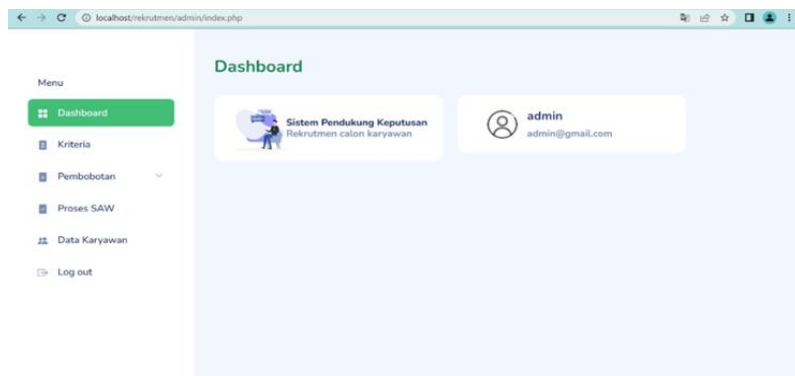 localhost/rekrutmen/admin/index.php
Dashboard
Menu
Dashboard
Kriteria
Pembobotan
Proses SAW
Data Karyawan
Log out
Sistem Pendukung Keputusan
Rekrutmen calon karyawan
admin
admin@gmail.com